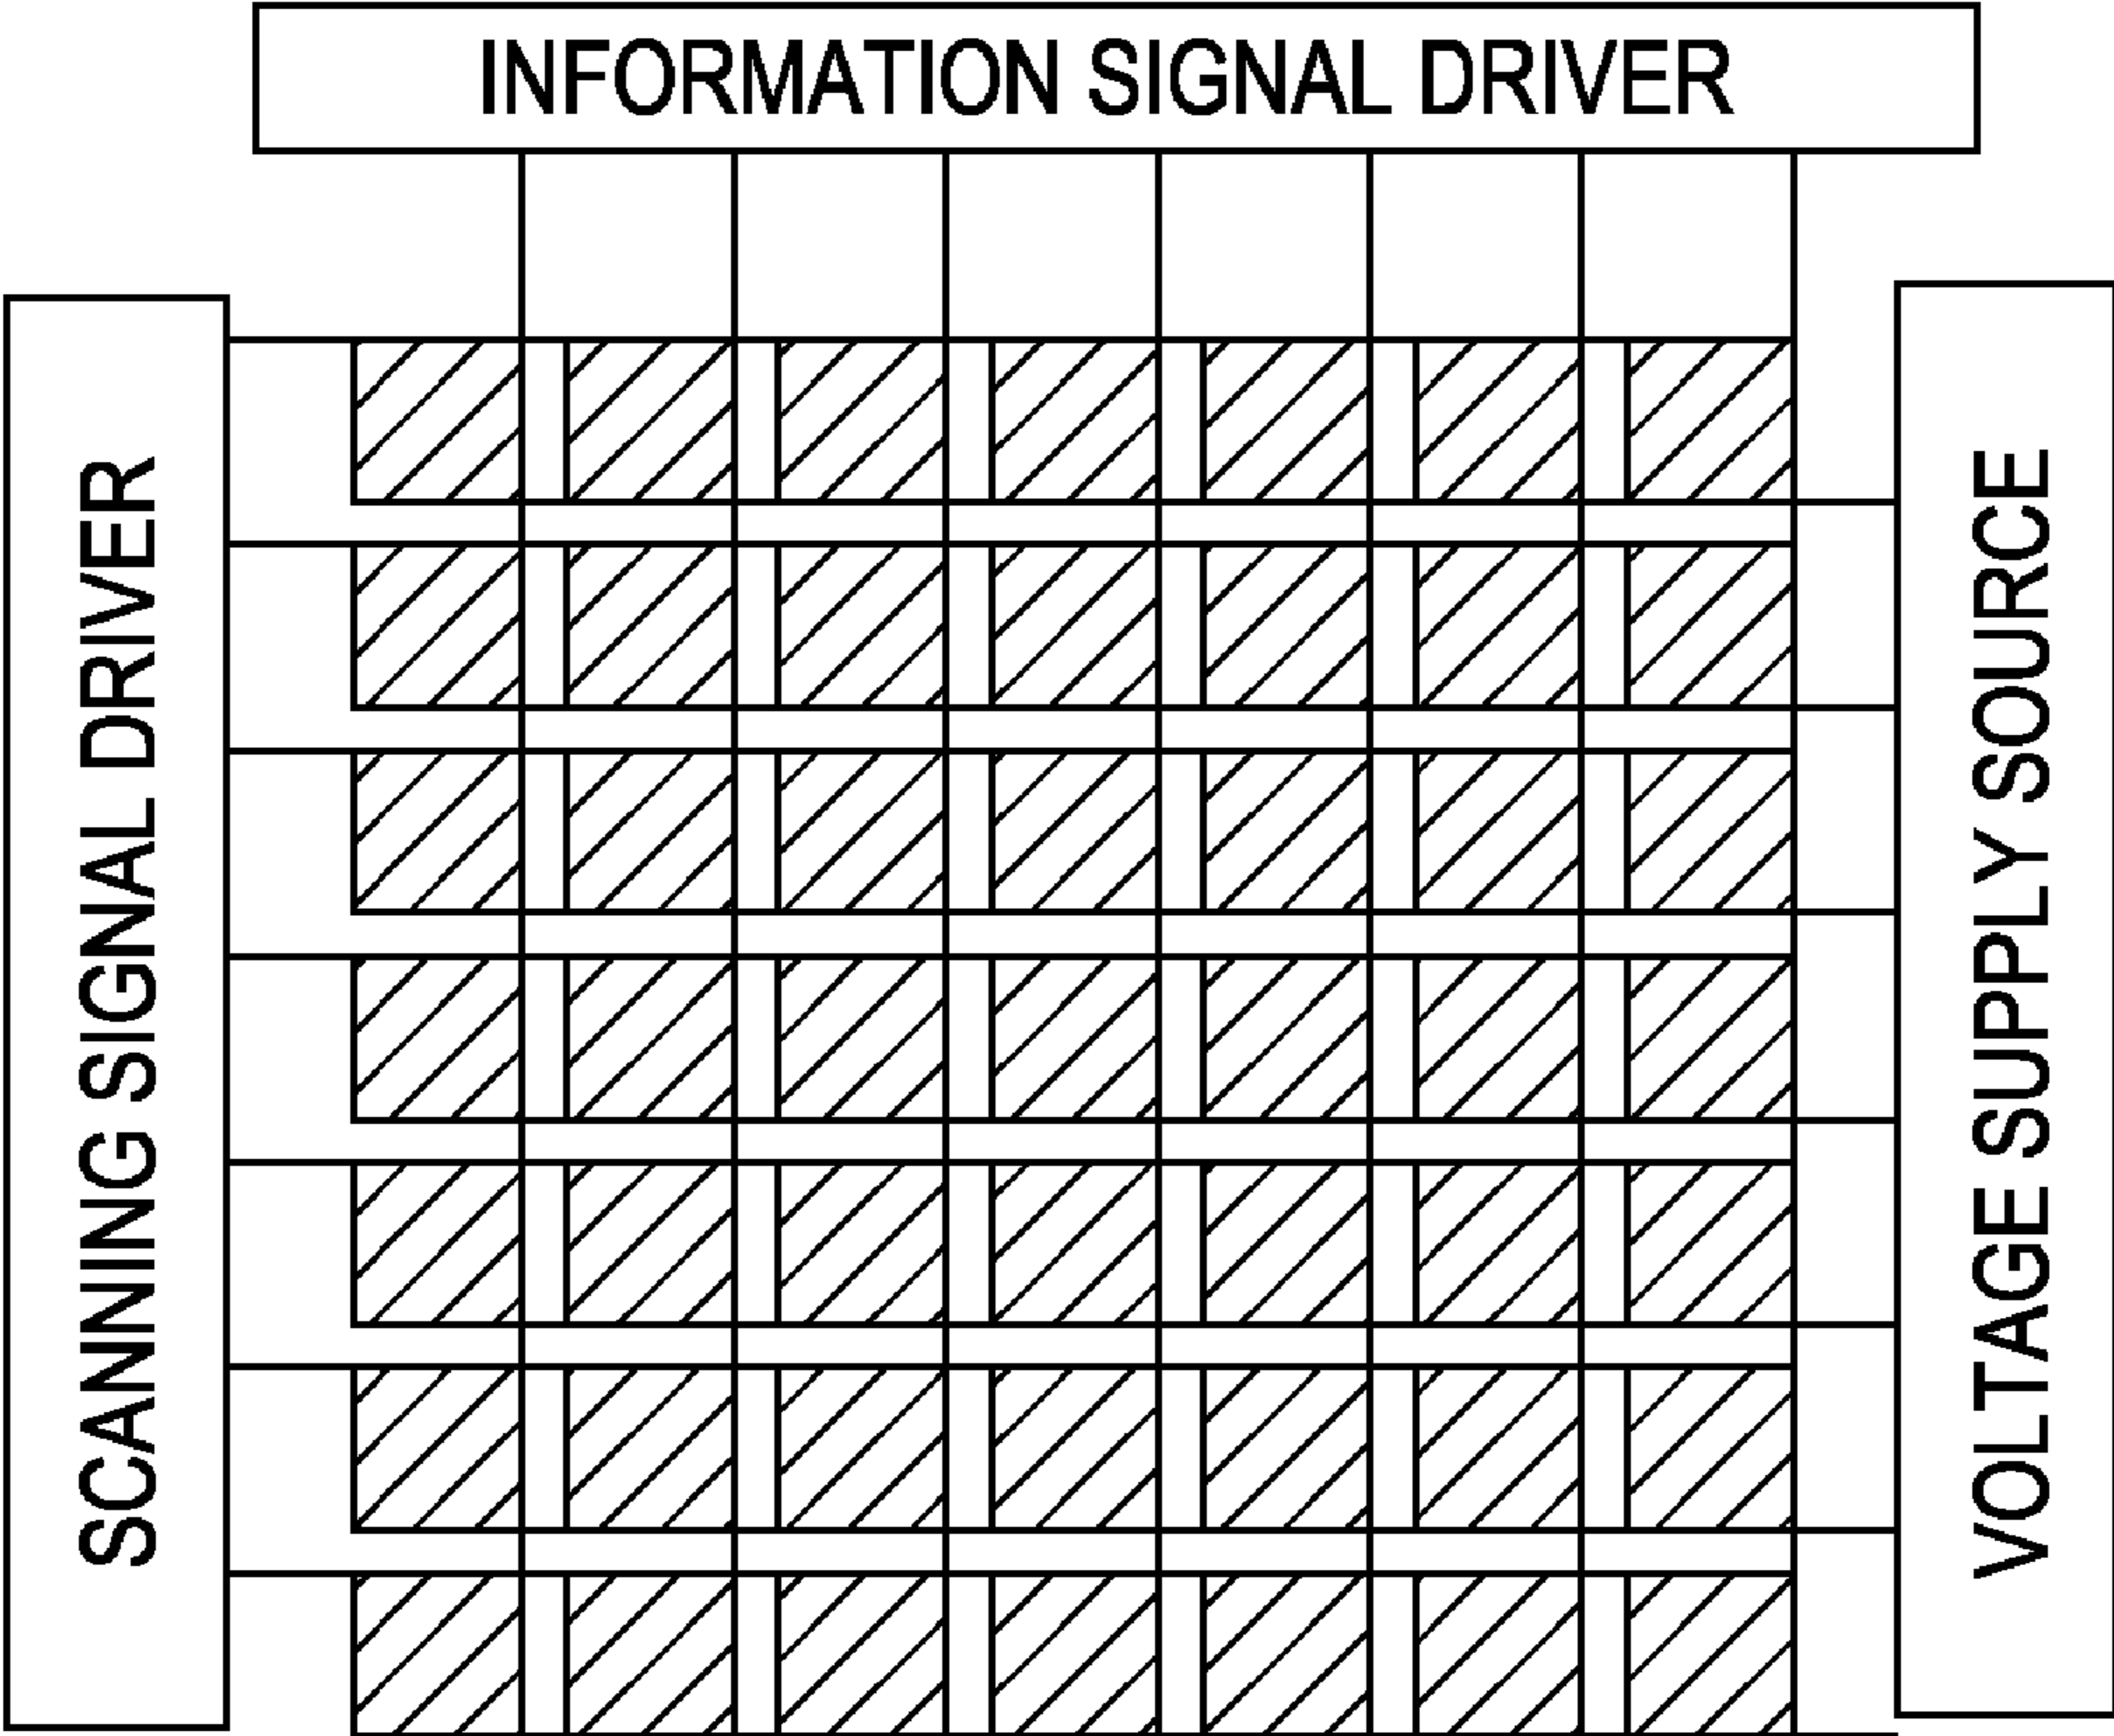 INFORMATION SIGNAL DRIVER
SCANNING SIGNAL DRIVER
VOLTAGE SUPPLY SOURCE